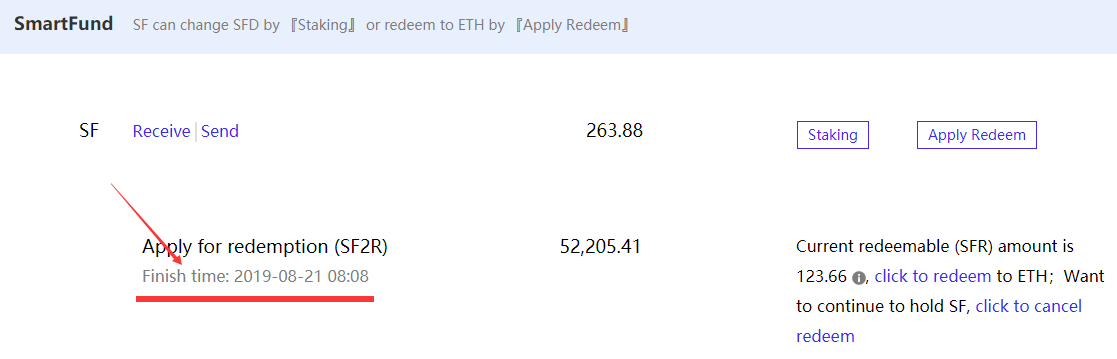 SmartFund SF can change SFD by 『Staking』 or redeem to ETH by 『Apply Redeem』
SF Receive | Send 263.88 Staking Apply Redeem
Apply for redemption (SF2R) 52,205.41 Current redeemable (SFR) amount is
Finish time: 2019-08-21 08:08 123.66 , click to redeem to ETH；Want
to continue to hold SF, click to cancel
redeem